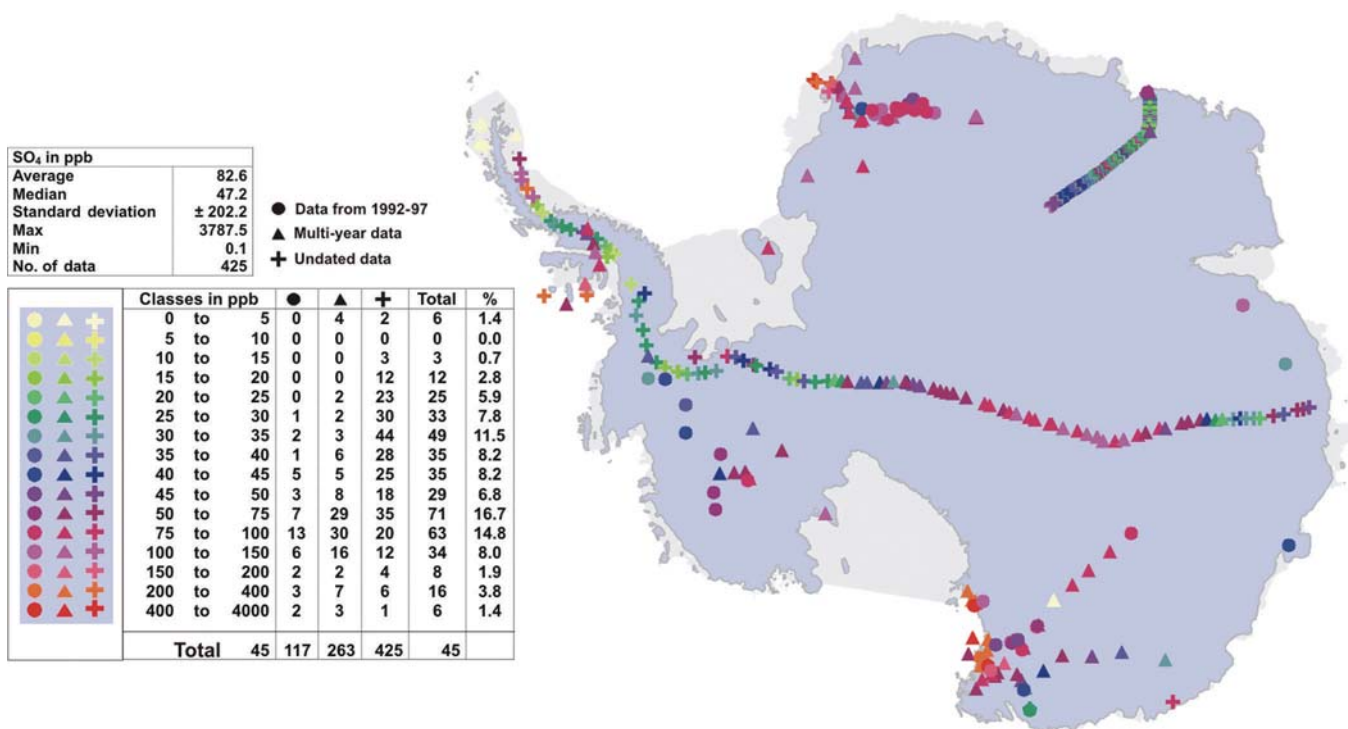 SO₄ in ppb
Average 82.6
Median 47.2
Standard deviation ± 202.2
Max 3787.5
Min 0.1
No. of data 425
Data from 1992-97
Multi-year data
Undated data
Classes in ppb ● ▲ + Total %
0 to 5 0 4 2 6 1.4
5 to 10 0 0 0 0 0.0
10 to 15 0 0 3 3 0.7
15 to 20 0 0 12 12 2.8
20 to 25 0 2 23 25 5.9
25 to 30 1 2 30 33 7.8
30 to 35 2 3 44 49 11.5
35 to 40 1 6 28 35 8.2
40 to 45 5 5 25 35 8.2
45 to 50 3 8 18 29 6.8
50 to 75 7 29 35 71 16.7
75 to 100 13 30 20 63 14.8
100 to 150 6 16 12 34 8.0
150 to 200 2 2 4 8 1.9
200 to 400 3 7 6 16 3.8
400 to 4000 2 3 1 6 1.4
Total 45 117 263 425 45